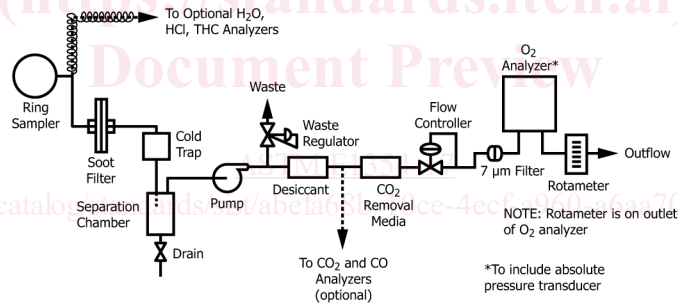 To Optional H2O,
HCl, THC Analyzers
Document Preview
O2
Analyzer*
Ring
Sampler
Waste
Flow
Controller
Waste
Regulator
Soot
Filter
Cold
Trap
Outflow
7 µm Filter
Rotameter
Separation
Chamber
Pump
Desiccant
CO2
Removal
Media
NOTE: Rotameter is on outlet
of O2 analyzer
Drain
To CO2 and CO
Analyzers
(optional)
*To include absolute
pressure transducer